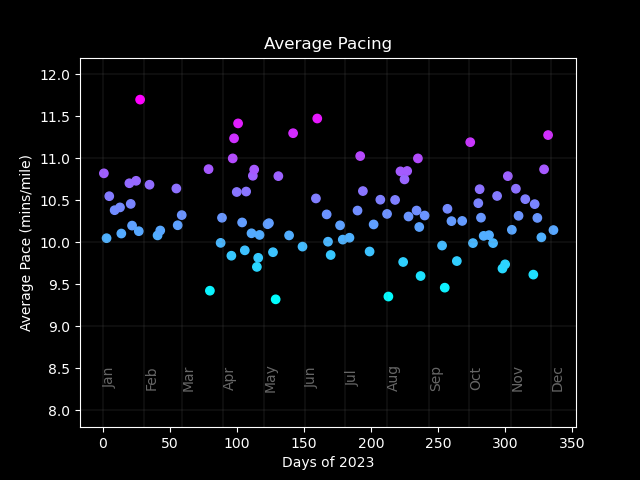 Average Pacing
Average Pace (mins/mile)
12.0
11.5
11.0
10.5
10.0
9.5
9.0
8.5
8.0
Jan Feb Mar Apr May Jun Jul Aug Sep Oct Nov Dec
0 50 100 150 200 250 300 350
Days of 2023